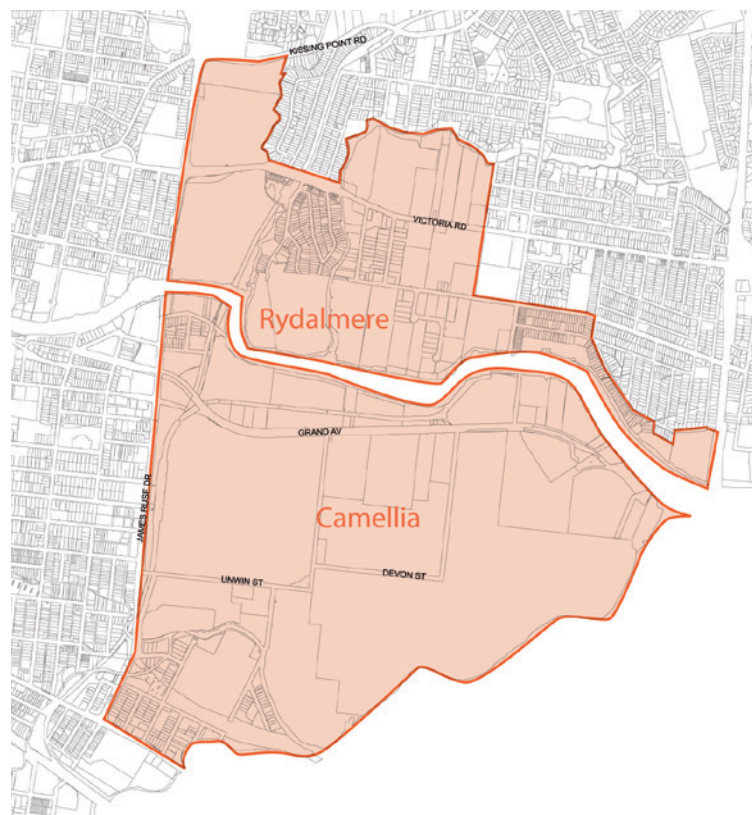 KISSING POINT RD
VICTORIA RD
Rydalmere
GRAND AV
JAMES RUSE DR
Camellia
UNWIN ST
DEVON ST